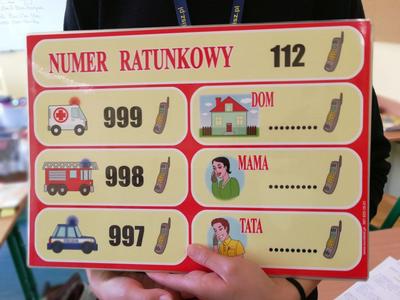 NUMER RATUNKOWY 112
999
DOM
.........
998
MAMA
.........
997
TATA
.........